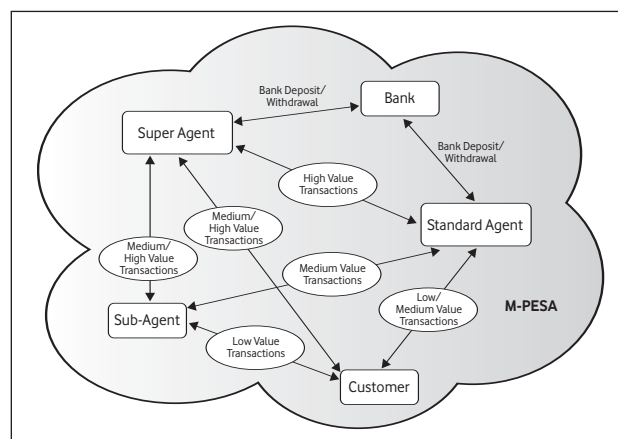 Bank Deposit/
Withdrawal
Bank
Super Agent
Bank Deposit/
Withdrawal
High Value
Transactions
Medium/
High Value
Transactions
Standard Agent
Medium/
High Value
Transactions
Medium Value
Transactions
Low/
Medium Value
Transactions
M-PESA
Sub-Agent
Low Value
Transactions
Customer